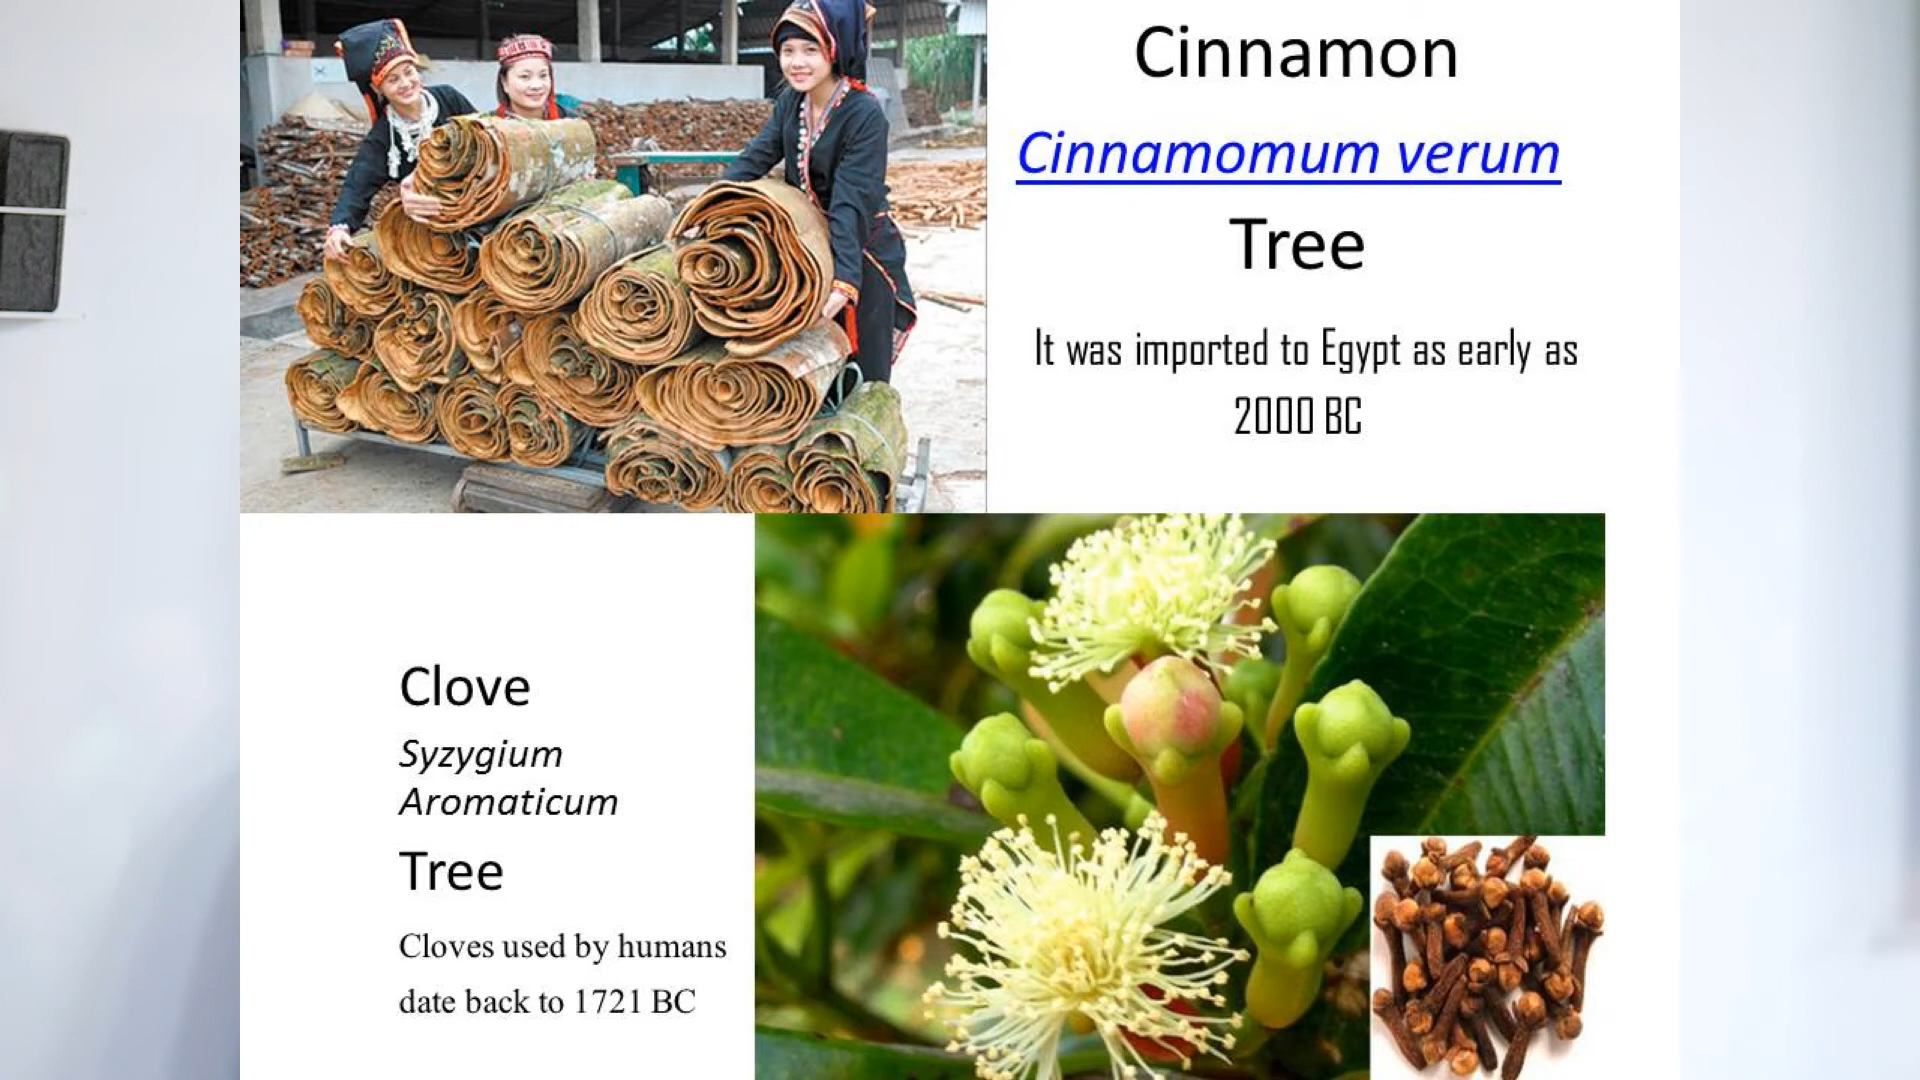 Cinnamon
Cinnamomum verum
Tree
It was imported to Egypt as early as
2000 BC
Clove
Syzygium
Aromaticum
Tree
Cloves used by humans
date back to 1721 BC